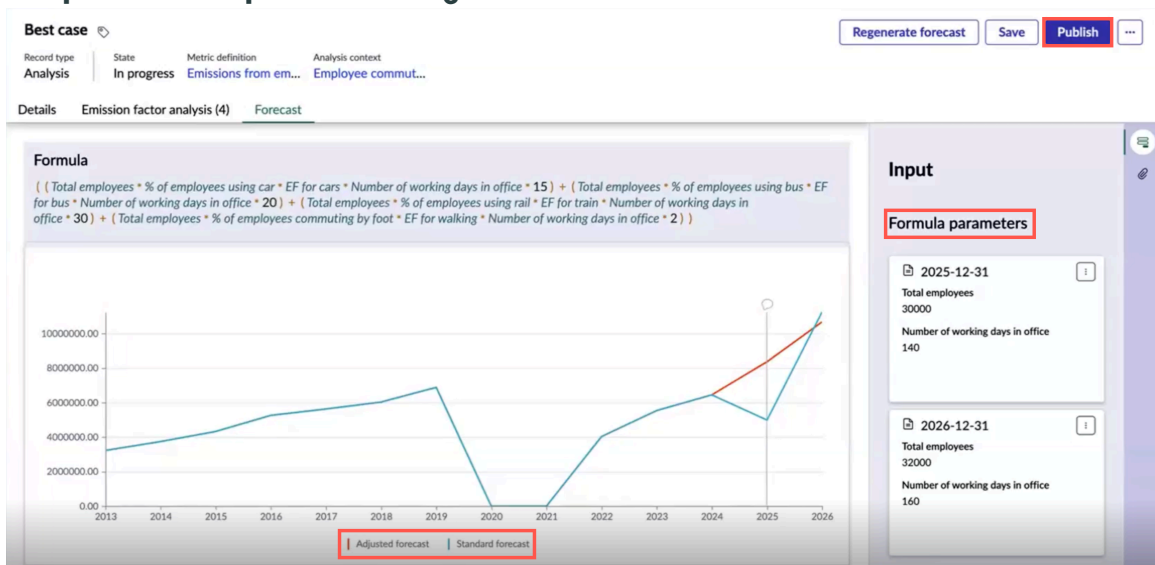 Best case
Regenerate forecast
Save
Publish
Record type
State
Metric definition
Analysis context
Analysis
In progress
Emissions from em...
Employee commut...
Details
Emission factor analysis (4)
Forecast
Formula
( ( Total employees * % of employees using car * EF for cars * Number of working days in office * 15 ) + ( Total employees * % of employees using bus * EF
for bus * Number of working days in office * 20 ) + ( Total employees * % of employees using rail * EF for train * Number of working days in
office * 30 ) + ( Total employees * % of employees commuting by foot * EF for walking * Number of working days in office * 2 ) )
10000000.00
8000000.00
6000000.00
4000000.00
2000000.00
0.00
2013 2014 2015 2016 2017 2018 2019 2020 2021 2022 2023 2024 2025 2026
Adjusted forecast
Standard forecast
Input
Formula parameters
2025-12-31
Total employees
30000
Number of working days in office
140
2026-12-31
Total employees
32000
Number of working days in office
160